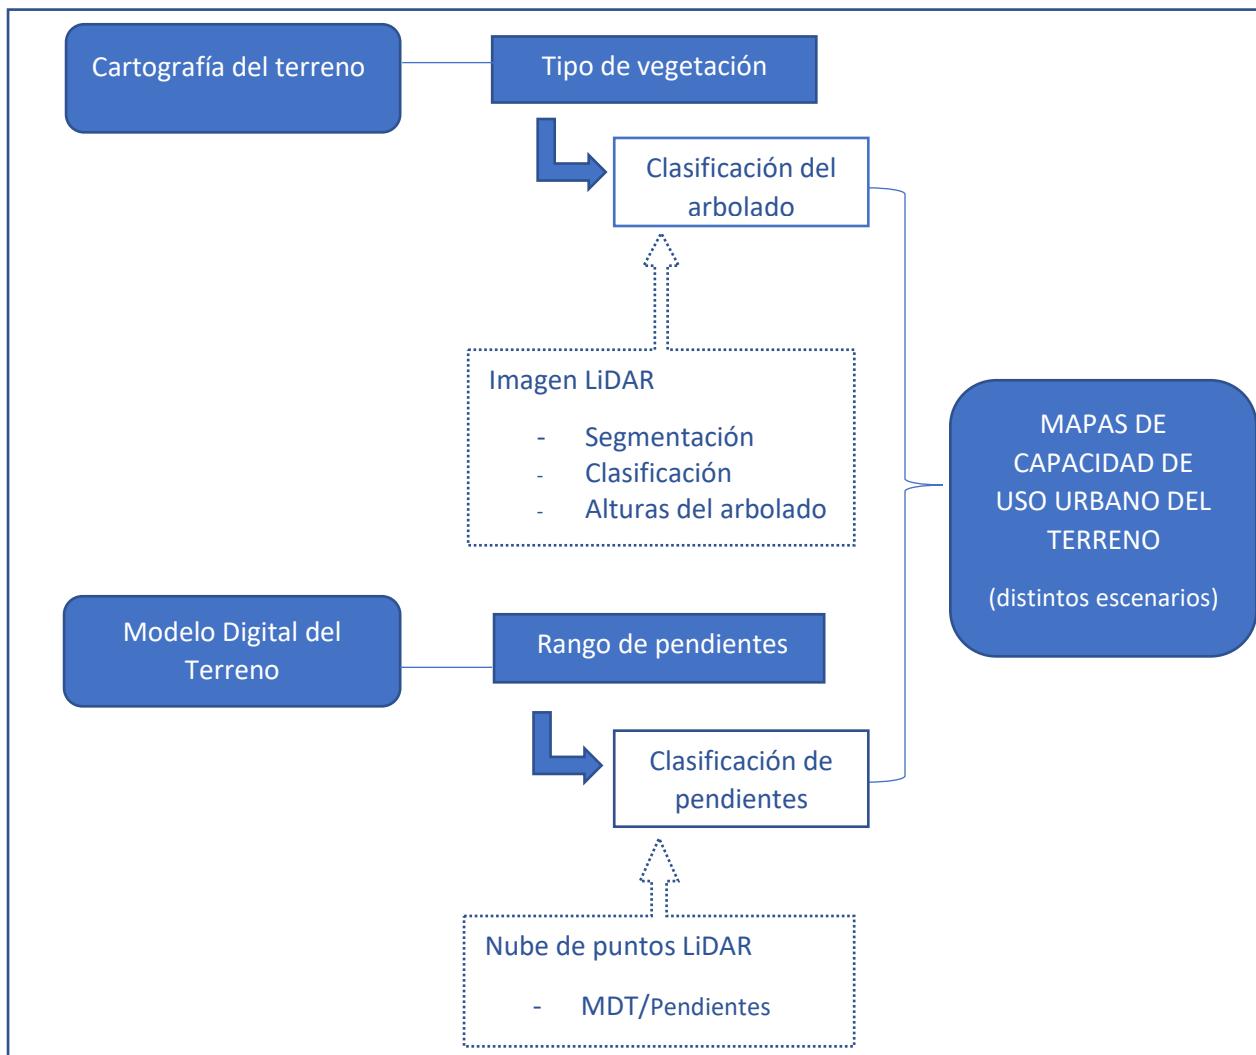 Cartografía del terreno
Tipo de vegetación
Clasificación del
arbolado
Imagen LiDAR
- Segmentación
- Clasificación
- Alturas del arbolado
MAPAS DE
CAPACIDAD DE
USO URBANO DEL
TERRENO
(distintos escenarios)
Modelo Digital del
Terreno
Rango de pendientes
Clasificación de
pendientes
Nube de puntos LiDAR
- MDT/Pendientes